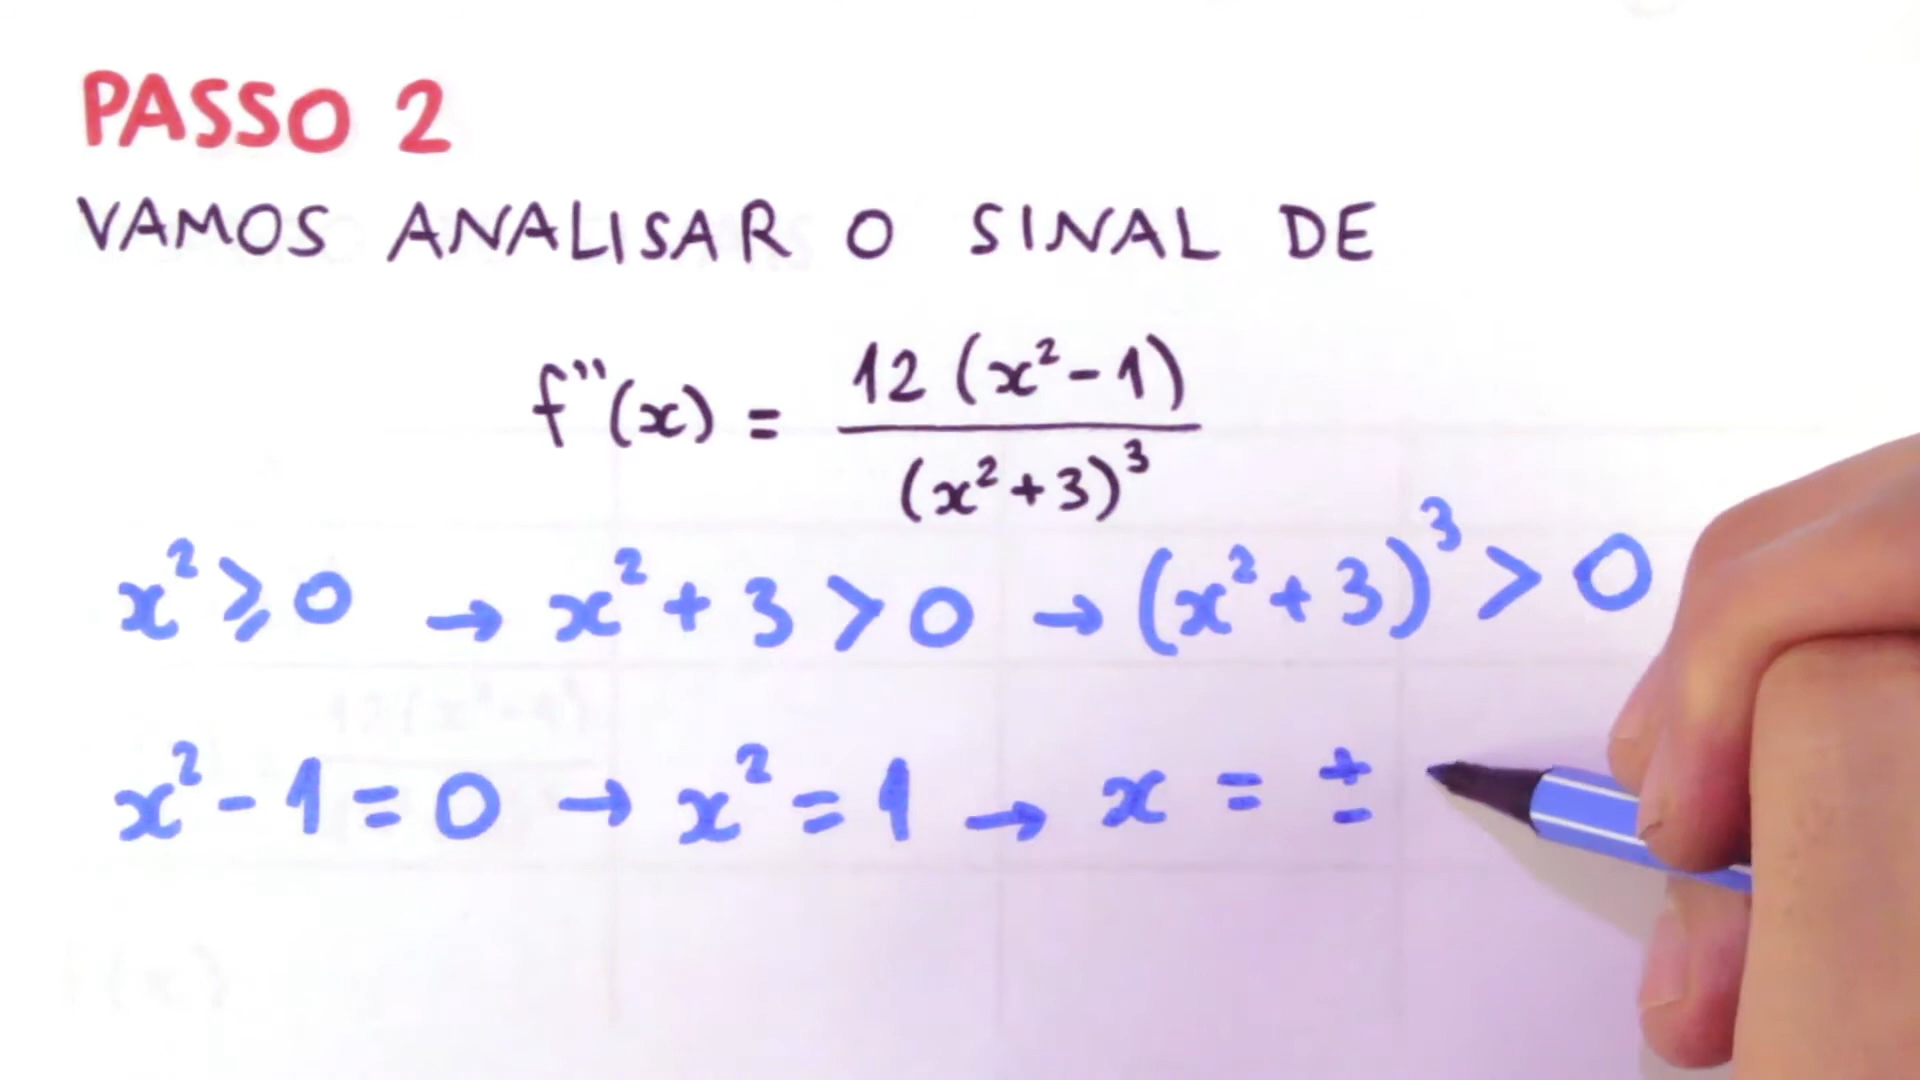 PASSO 2
VAMOS ANALISAR O SINAL DE
f"(x) = 12 (x² - 1) / (x² + 3)³
x² ⩾ 0 → x² + 3 > 0 → (x² + 3)³ > 0
x² - 1 = 0 → x² = 1 → x = ±